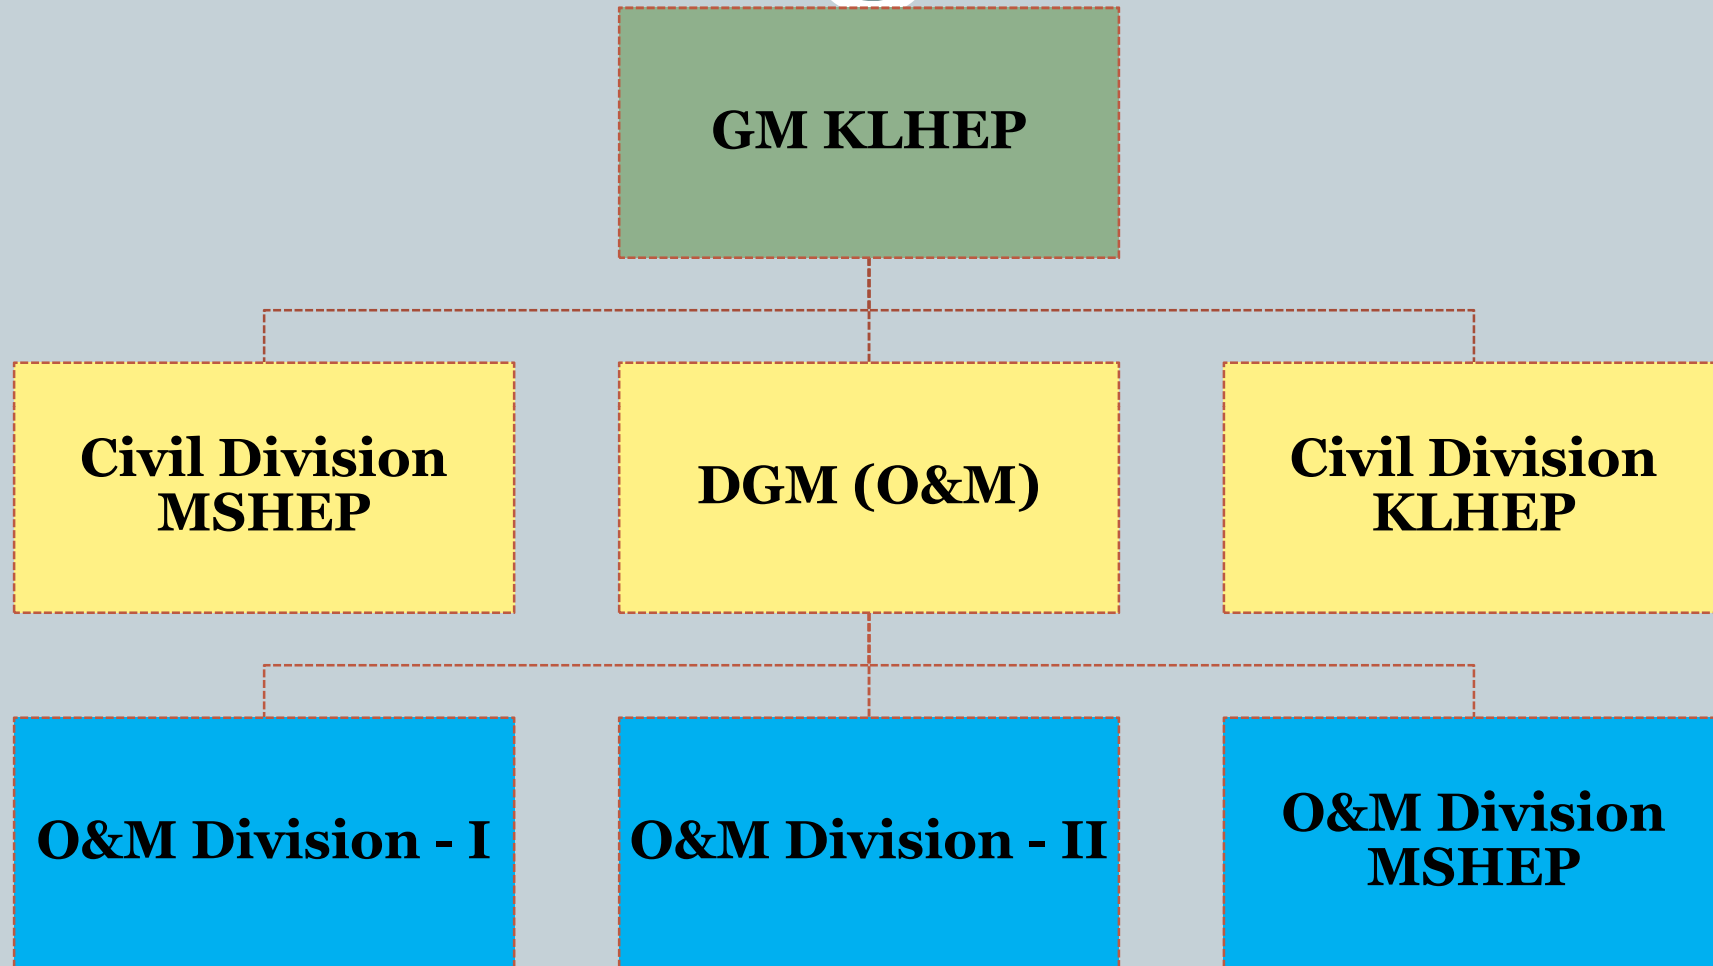 GM KLHEP
Civil Division
MSHEP
DGM (O&M)
Civil Division
KLHEP
O&M Division - I
O&M Division - II
O&M Division
MSHEP